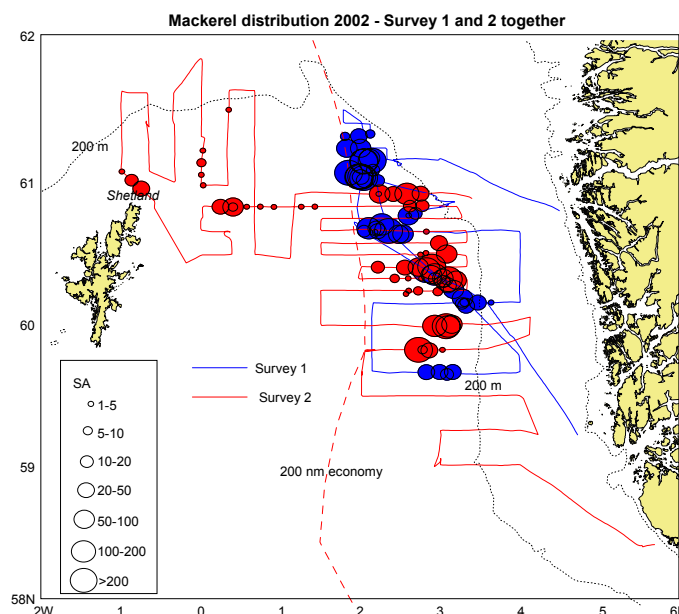 Mackerel distribution 2002 - Survey 1 and 2 together
62
200 m
61
Shetland
60
SA
1-5
5-10
10-20
20-50
50-100
100-200
>200
Survey 1
Survey 2
200 m
200 nm economy
59
58N
2W 1 0 1 2 3 4 5 6